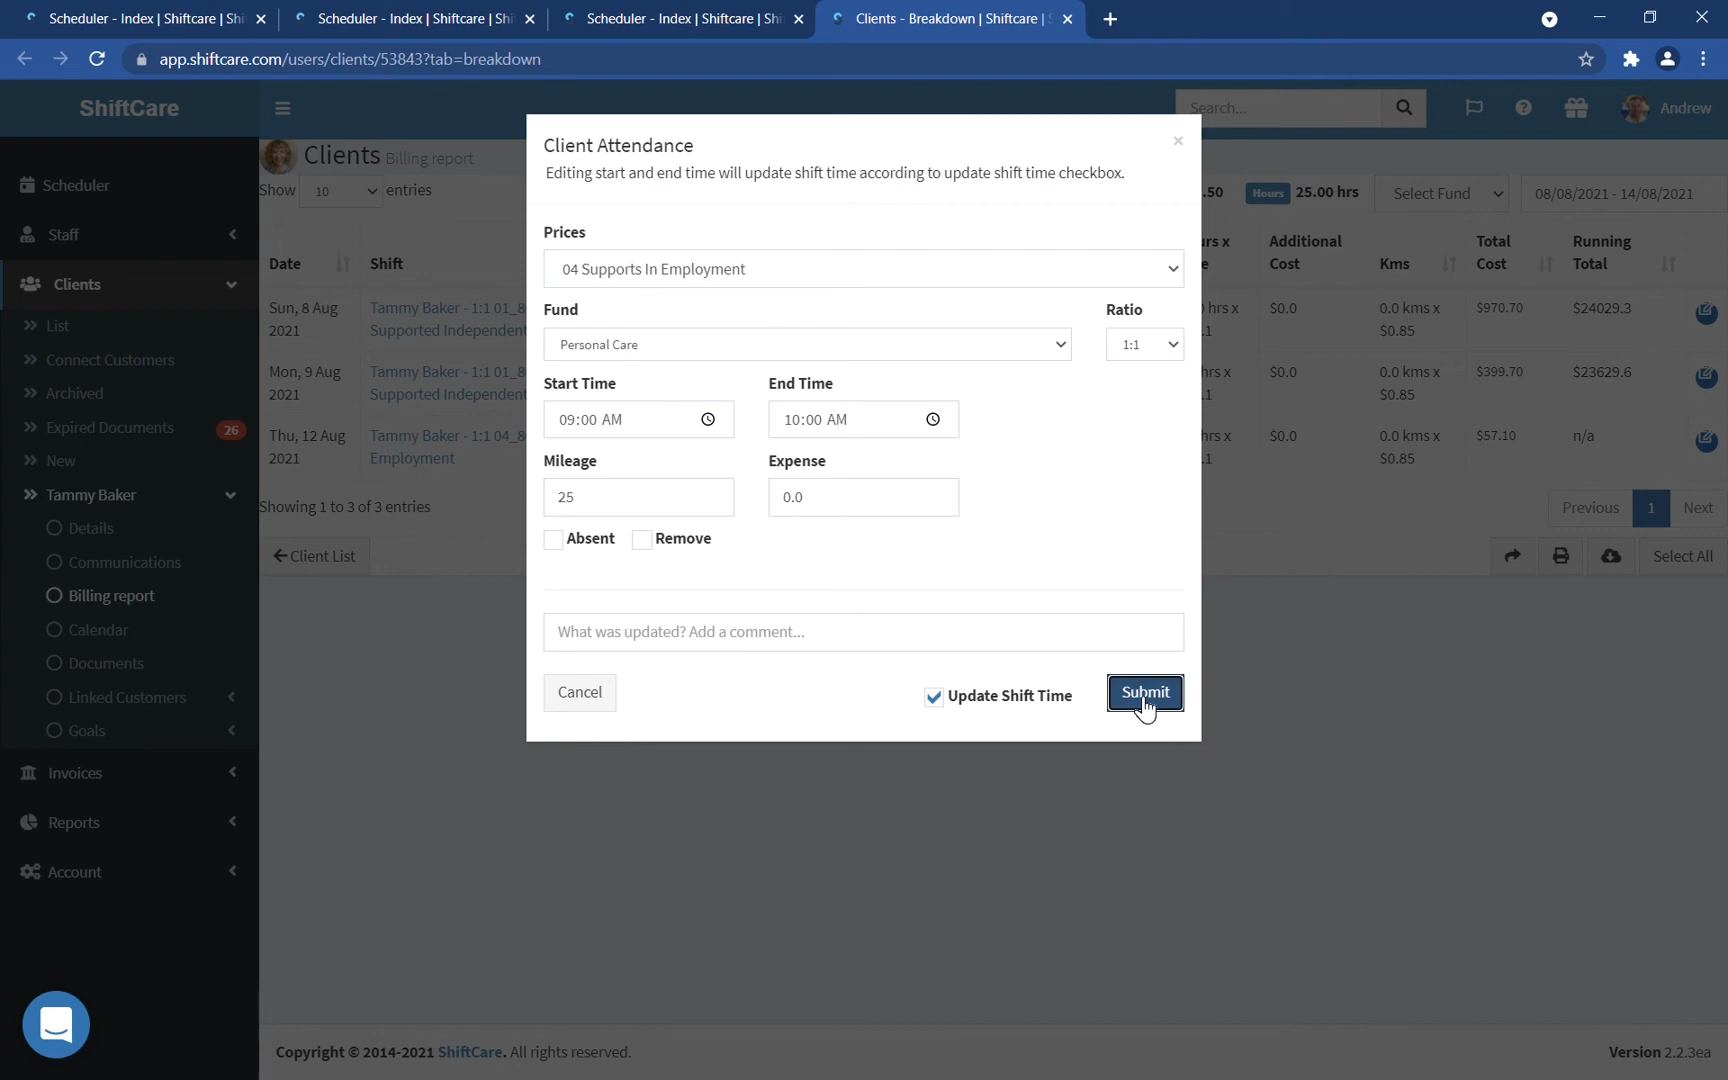 Scheduler - Index | Shiftcare | Shi
Scheduler - Index | Shiftcare | Shi
Scheduler - Index | Shiftcare | Shi
Clients - Breakdown | Shiftcare | S
app.shiftcare.com/users/clients/53843?tab=breakdown
ShiftCare
Search...
Andrew
Scheduler
Staff
Clients
List
Connect Customers
Archived
Expired Documents 26
New
Tammy Baker
Details
Communications
Billing report
Calendar
Documents
Linked Customers
Goals
Invoices
Reports
Account
Clients Billing report
Show 10 entries
.50 Hours 25.00 hrs Select Fund 08/08/2021 - 14/08/2021
Date Shift
rs x
e
Additional
Cost
Kms
Total
Cost
Running
Total
Sun, 8 Aug
2021
Tammy Baker - 1:1 01_8
Supported Independent
hrs x
.1
$0.0
0.0 kms x
$0.85
$970.70
$24029.3
Mon, 9 Aug
2021
Tammy Baker - 1:1 01_8
Supported Independent
hrs x
.1
$0.0
0.0 kms x
$0.85
$399.70
$23629.6
Thu, 12 Aug
2021
Tammy Baker - 1:1 04_8
Employment
hrs x
.1
$0.0
0.0 kms x
$0.85
$57.10
n/a
Showing 1 to 3 of 3 entries
Previous 1 Next
Client List
Select All
Client Attendance
×
Editing start and end time will update shift time according to update shift time checkbox.
Prices
04 Supports In Employment
Fund Ratio
Personal Care 1:1
Start Time End Time
09:00 AM 10:00 AM
Mileage Expense
25 0.0
Absent Remove
What was updated? Add a comment...
Cancel Update Shift Time Submit
Copyright © 2014-2021 ShiftCare. All rights reserved.
Version 2.2.3ea